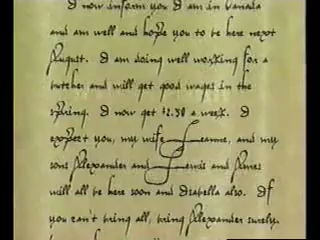 I now inform you I am in Canada
and am well and hope you to be here next
August. I am doing well working for a
butcher and will get good wages in the
spring. I now get $2.50 a week. I
expect you, my wife Jeanne, and my
sons Alexander and Lewis and
will all be here soon and Isabella also. If
you can't bring all, bring Alexander surely.